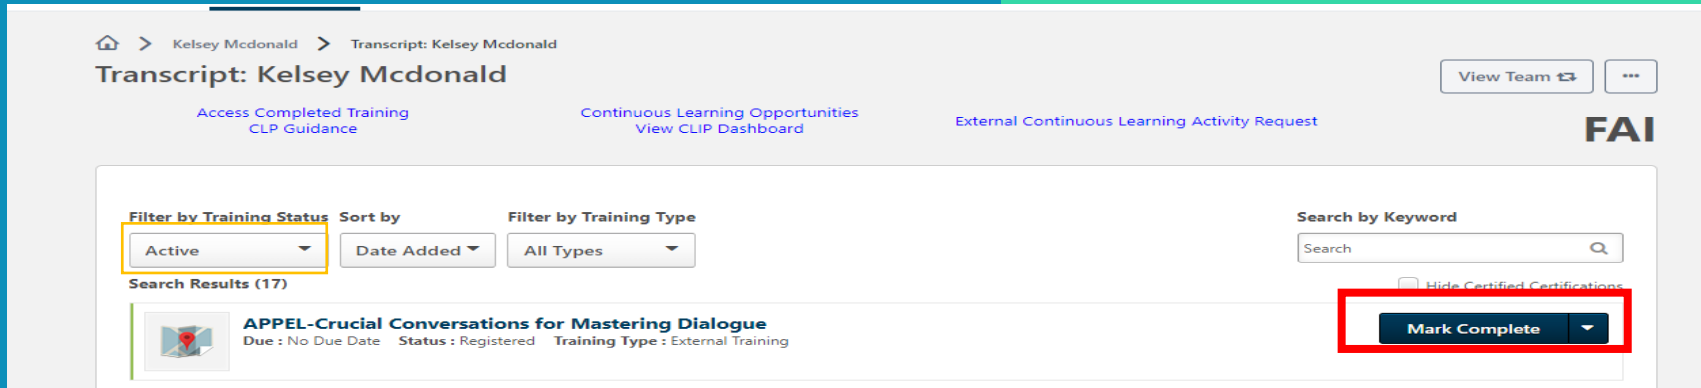 Kelsey Mcdonald > Transcript: Kelsey Mcdonald
Transcript: Kelsey Mcdonald
View Team
...
Access Completed Training
CLP Guidance
Continuous Learning Opportunities
View CLIP Dashboard
External Continuous Learning Activity Request
FAI
Filter by Training Status
Sort by
Filter by Training Type
Search by Keyword
Active
Date Added
All Types
Search
Search Results (17)
Hide Certified Certifications
APPEL-Crucial Conversations for Mastering Dialogue
Due : No Due Date Status : Registered Training Type : External Training
Mark Complete